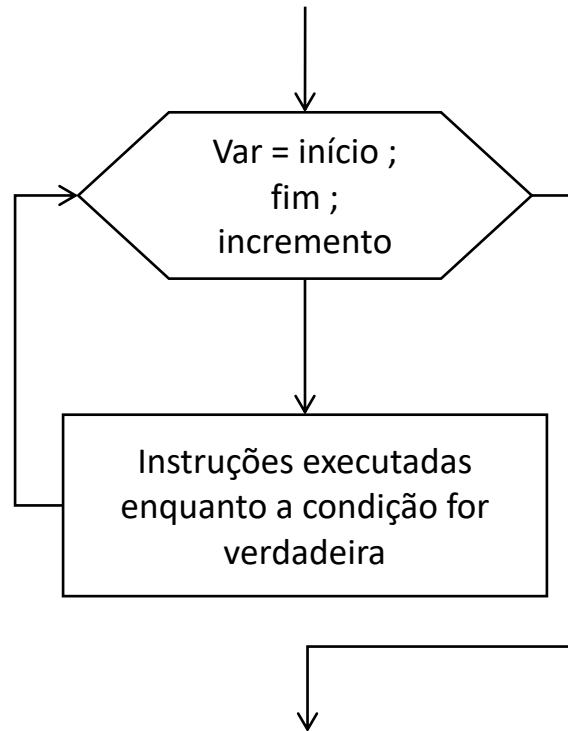 Var = início ;
fim ;
incremento
Instruções executadas
enquanto a condição for
verdadeira